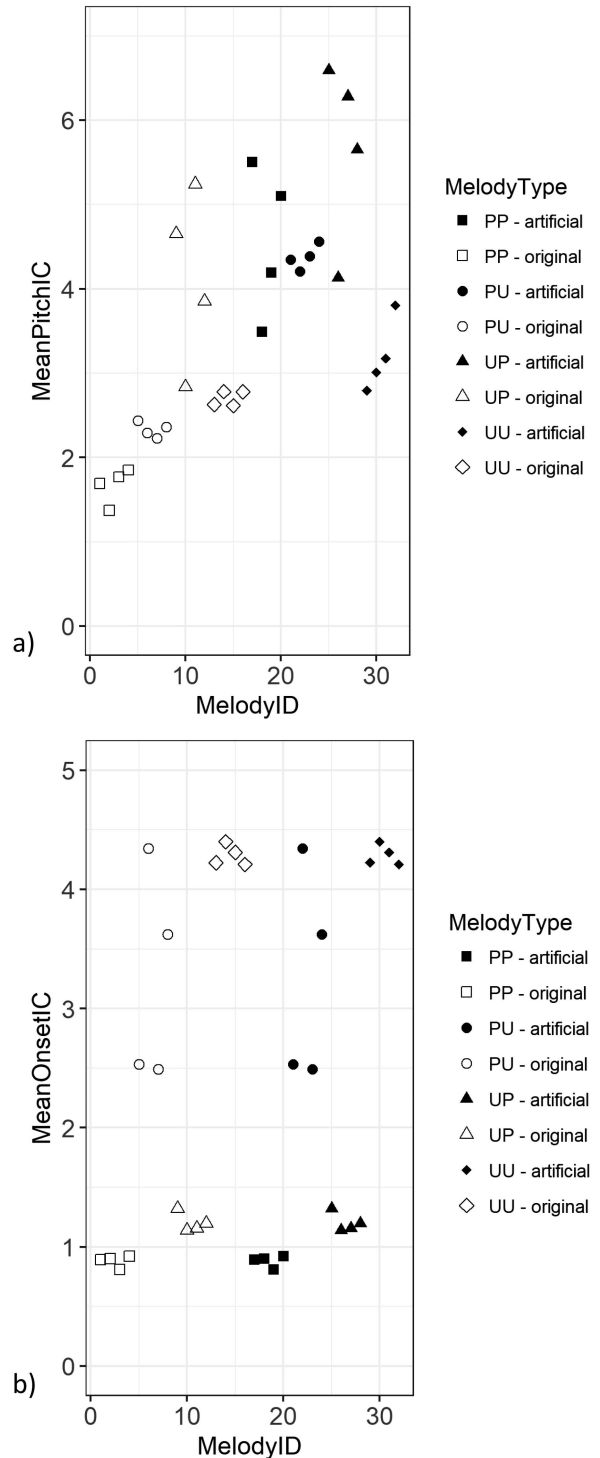 MeanPitchIC
6
4
2
0
0 10 20 30
MelodyID
MelodyType
PP - artificial
PP - original
PU - artificial
PU - original
UP - artificial
UP - original
UU - artificial
UU - original
a)
MeanOnsetIC
5
4
3
2
1
0
0 10 20 30
MelodyID
MelodyType
PP - artificial
PP - original
PU - artificial
PU - original
UP - artificial
UP - original
UU - artificial
UU - original
b)